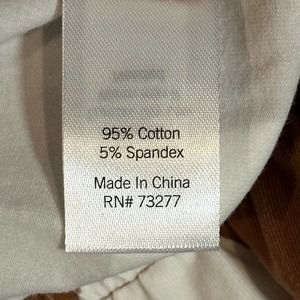 95% Cotton
5% Spandex
Made In China
RN# 73277